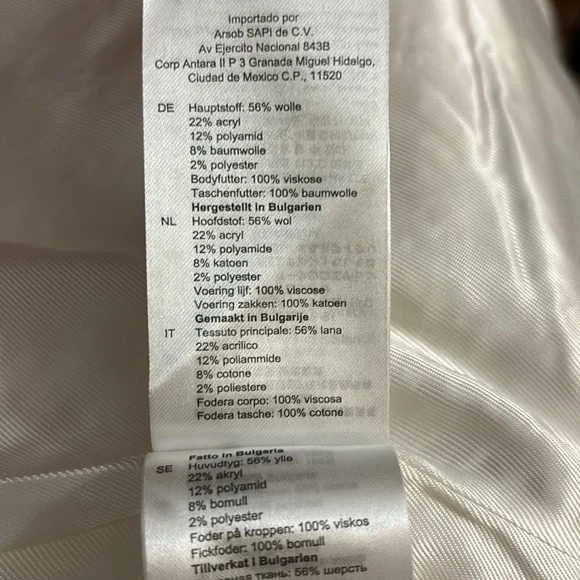 Importado por
Arsob SAPI de C.V.
Av Ejercito Nacional 843B
Corp Antara II P 3 Granada Miguel Hidalgo,
Ciudad de Mexico C.P., 11520
DE Hauptstoff: 56% wolle
22% acryl
12% polyamid
8% baumwolle
2% polyester
Bodyfutter: 100% viskose
Taschenfutter: 100% baumwolle
Hergestellt in Bulgarien
NL Hoofdstof: 56% wol
22% acryl
12% polyamide
8% katoen
2% polyester
Voering lijf: 100% viscose
Voering zakken: 100% katoen
Gemaakt in Bulgarije
IT Tessuto principale: 56% lana
22% acrilico
12% poliammide
8% cotone
2% poliestere
Fodera corpo: 100% viscosa
Fodera tasche: 100% cotone
Fatto in Bulgaria
SE Huvudtyg: 56% ylle
22% akryl
12% polyamid
8% bomull
2% polyester
Foder på kroppen: 100% viskos
Fickfoder: 100% bomull
Tillverkat i Bulgarien
ткань: 56% шерсть